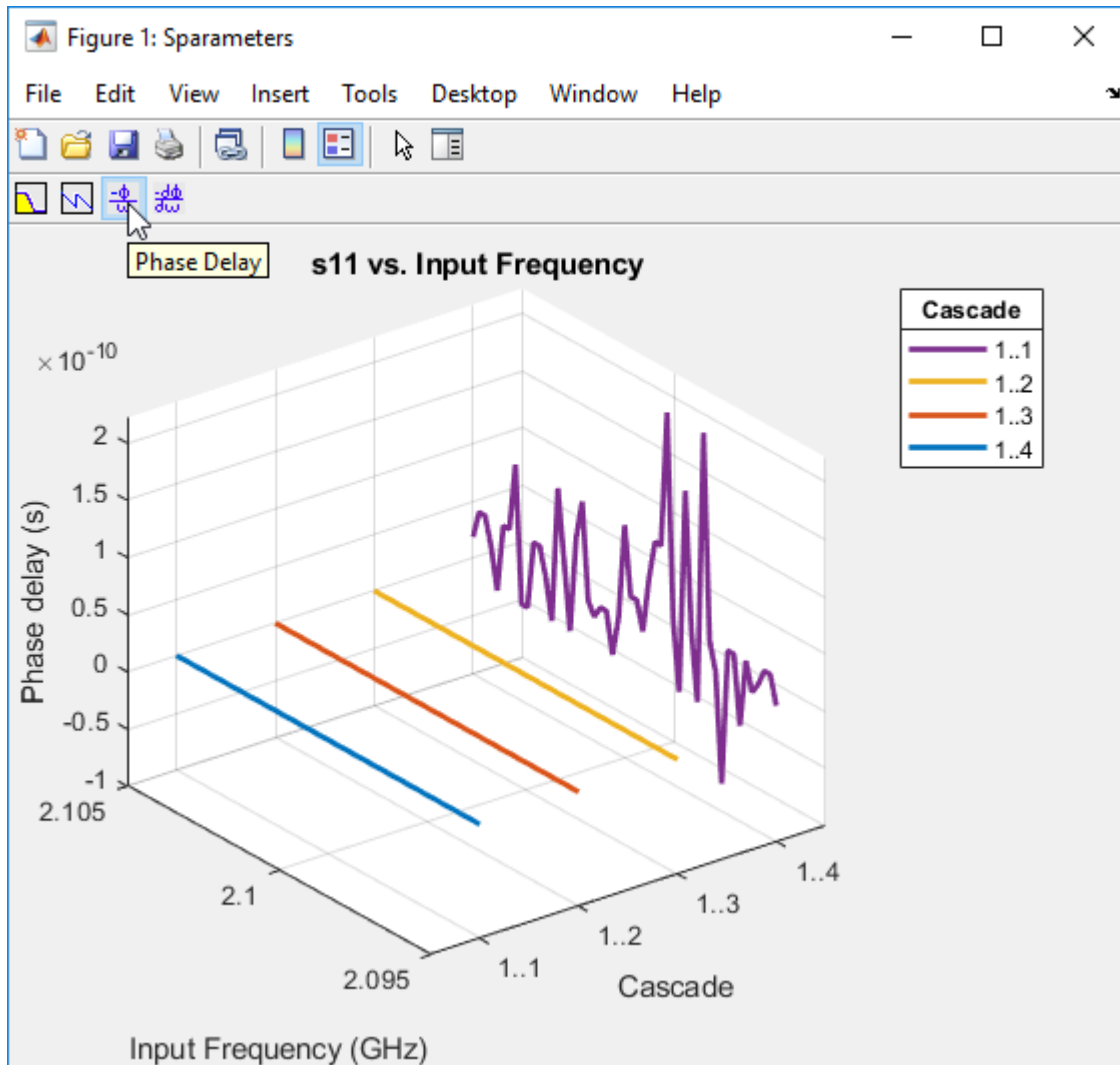 Figure 1: Sparameters
File Edit View Insert Tools Desktop Window Help
-ϕ
ω
-dϕ
dω
Phase Delay
s11 vs. Input Frequency
Cascade
1..1
1..2
1..3
1..4
×10⁻¹⁰
2
1.5
1
0.5
0
-0.5
-1
Phase delay (s)
2.105
2.1
2.095
Input Frequency (GHz)
1..1
1..2
1..3
1..4
Cascade